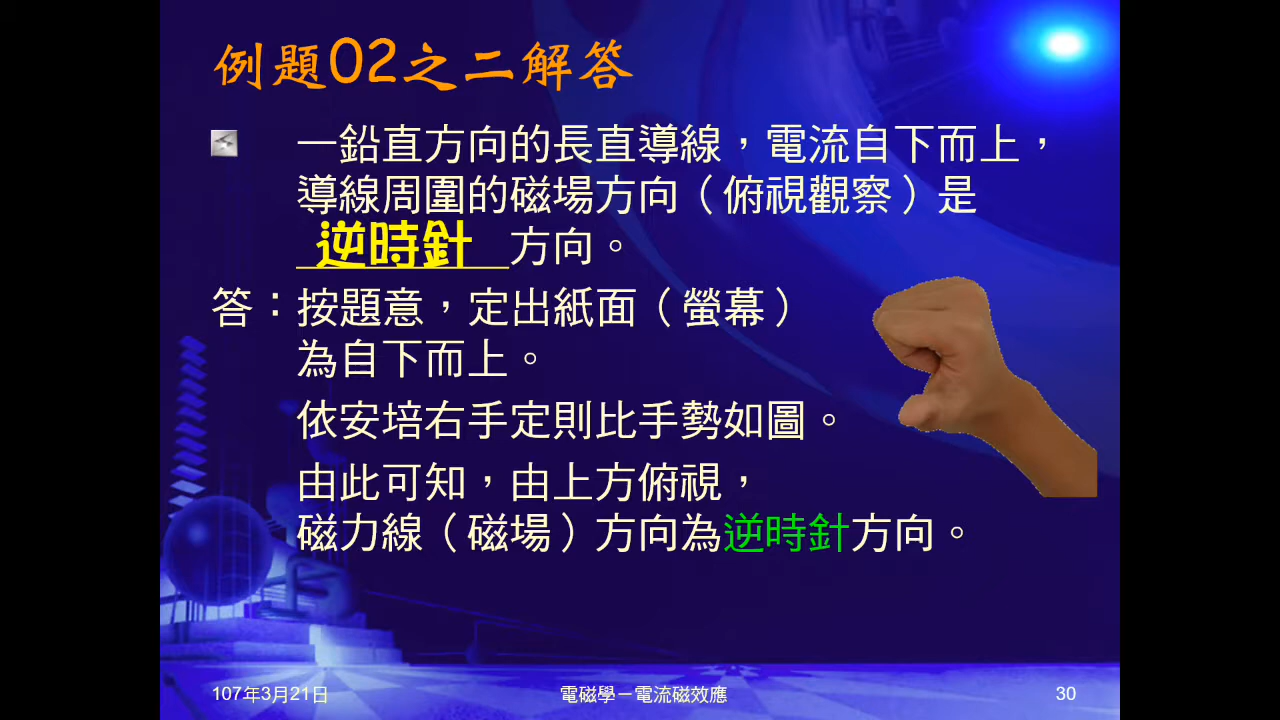 例題02之二解答
一鉛直方向的長直導線，電流自下而上，
導線周圍的磁場方向（俯視觀察）是
逆時針方向。
答：按題意，定出紙面（螢幕）
為自下而上。
依安培右手定則比手勢如圖。
由此可知，由上方俯視，
磁力線（磁場）方向為逆時針方向。
107年3月21日
電磁學－電流磁效應
30